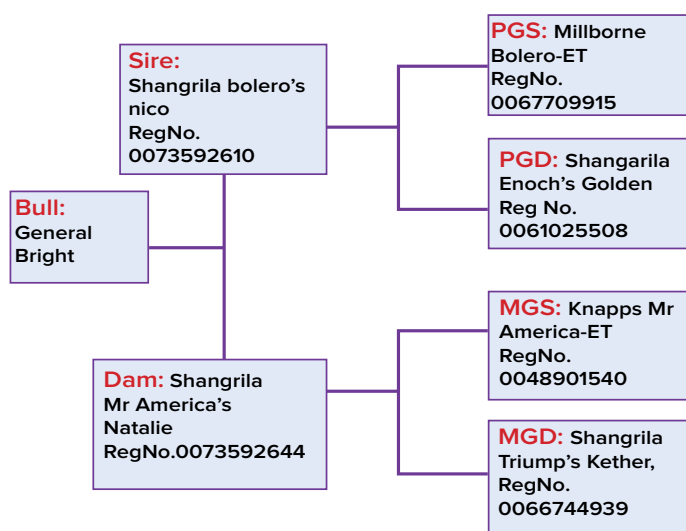 Bull:
General
Bright
Sire:
Shangrila bolero's
nico
RegNo.
0073592610
Dam: Shangrila
Mr America's
Natalie
RegNo.0073592644
PGS: Millborne
Bolero-ET
RegNo.
0067709915
PGD: Shangarila
Enoch's Golden
Reg No.
0061025508
MGS: Knapps Mr
America-ET
RegNo.
0048901540
MGD: Shangrila
Triump's Kether,
RegNo.
0066744939